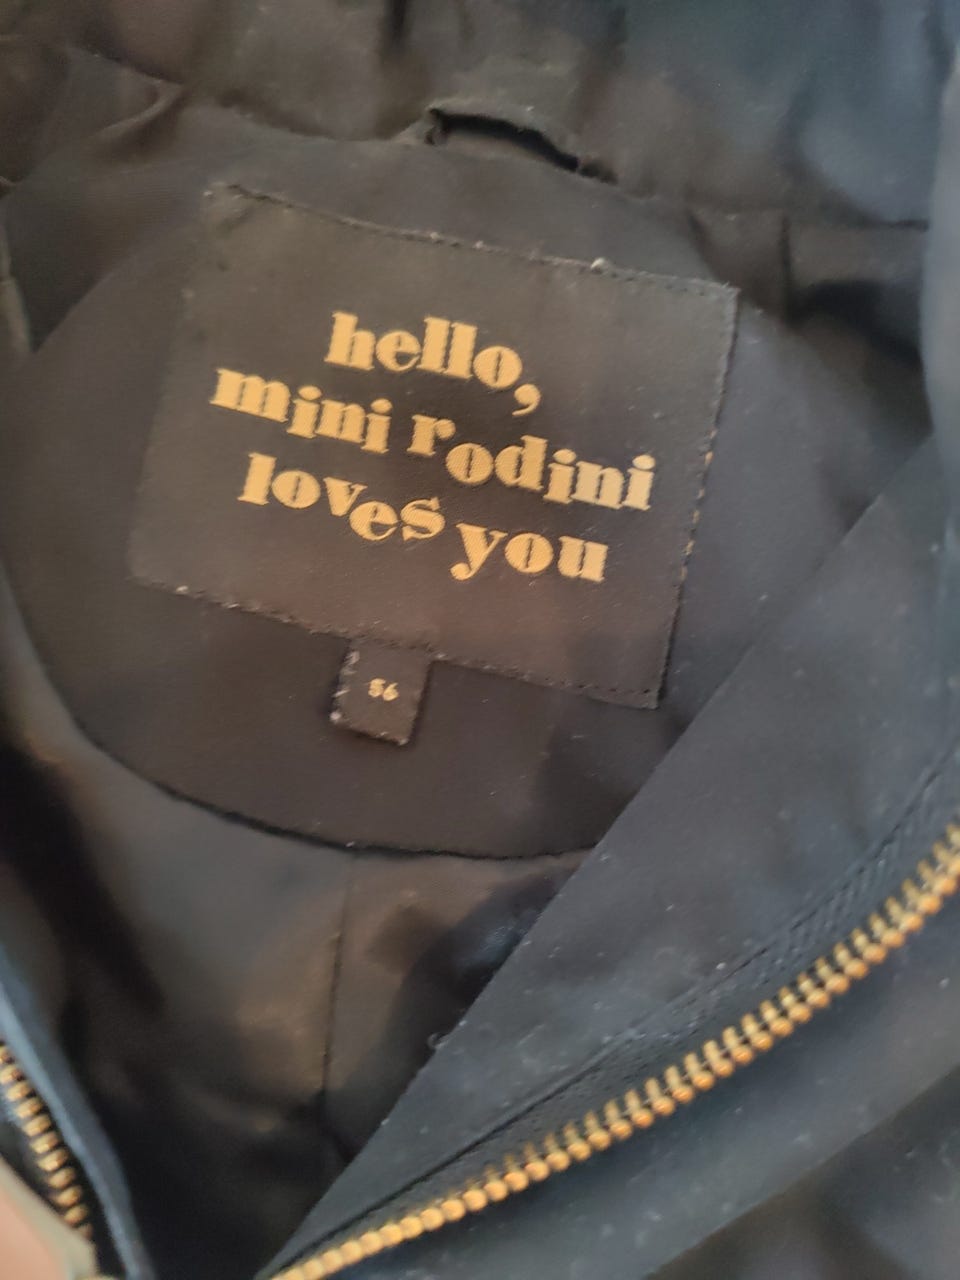 hello,
mini rodini
loves you
56